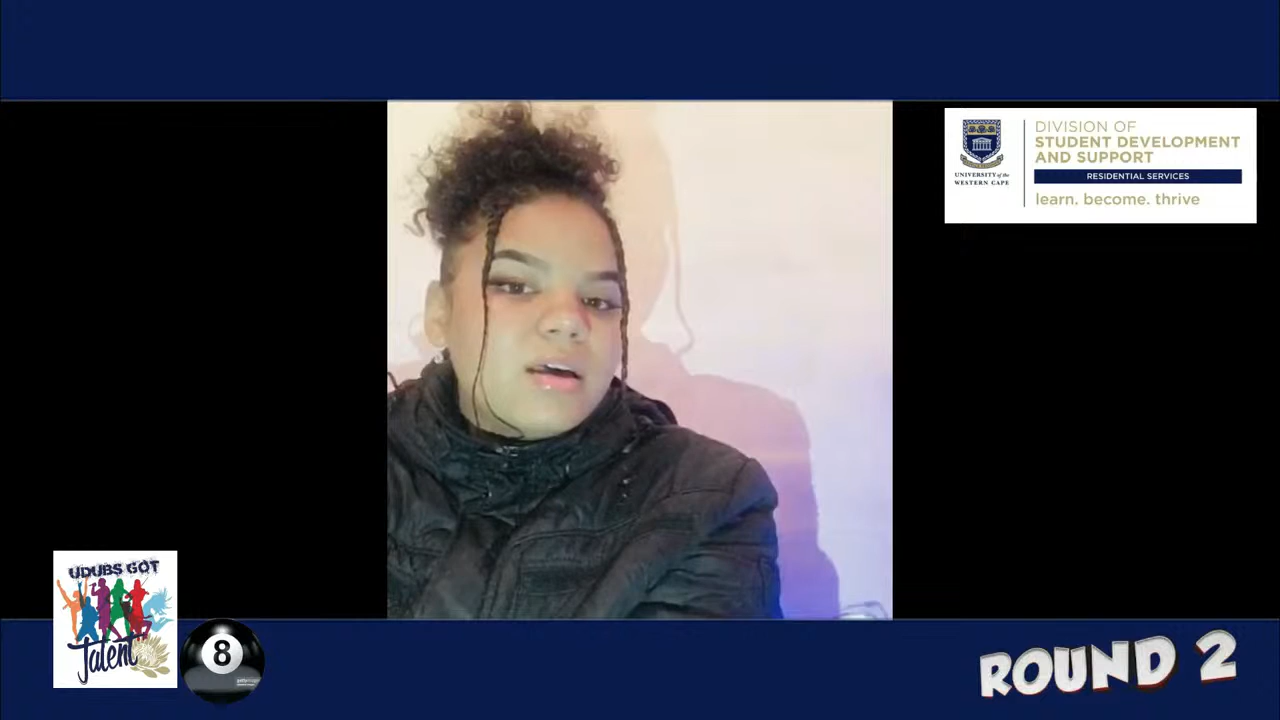 DIVISION OF
STUDENT DEVELOPMENT
AND SUPPORT
UNIVERSITY of the
WESTERN CAPE
RESIDENTIAL SERVICES
learn. become. thrive
UDUBS GOT
Talent
8
ROUND 2